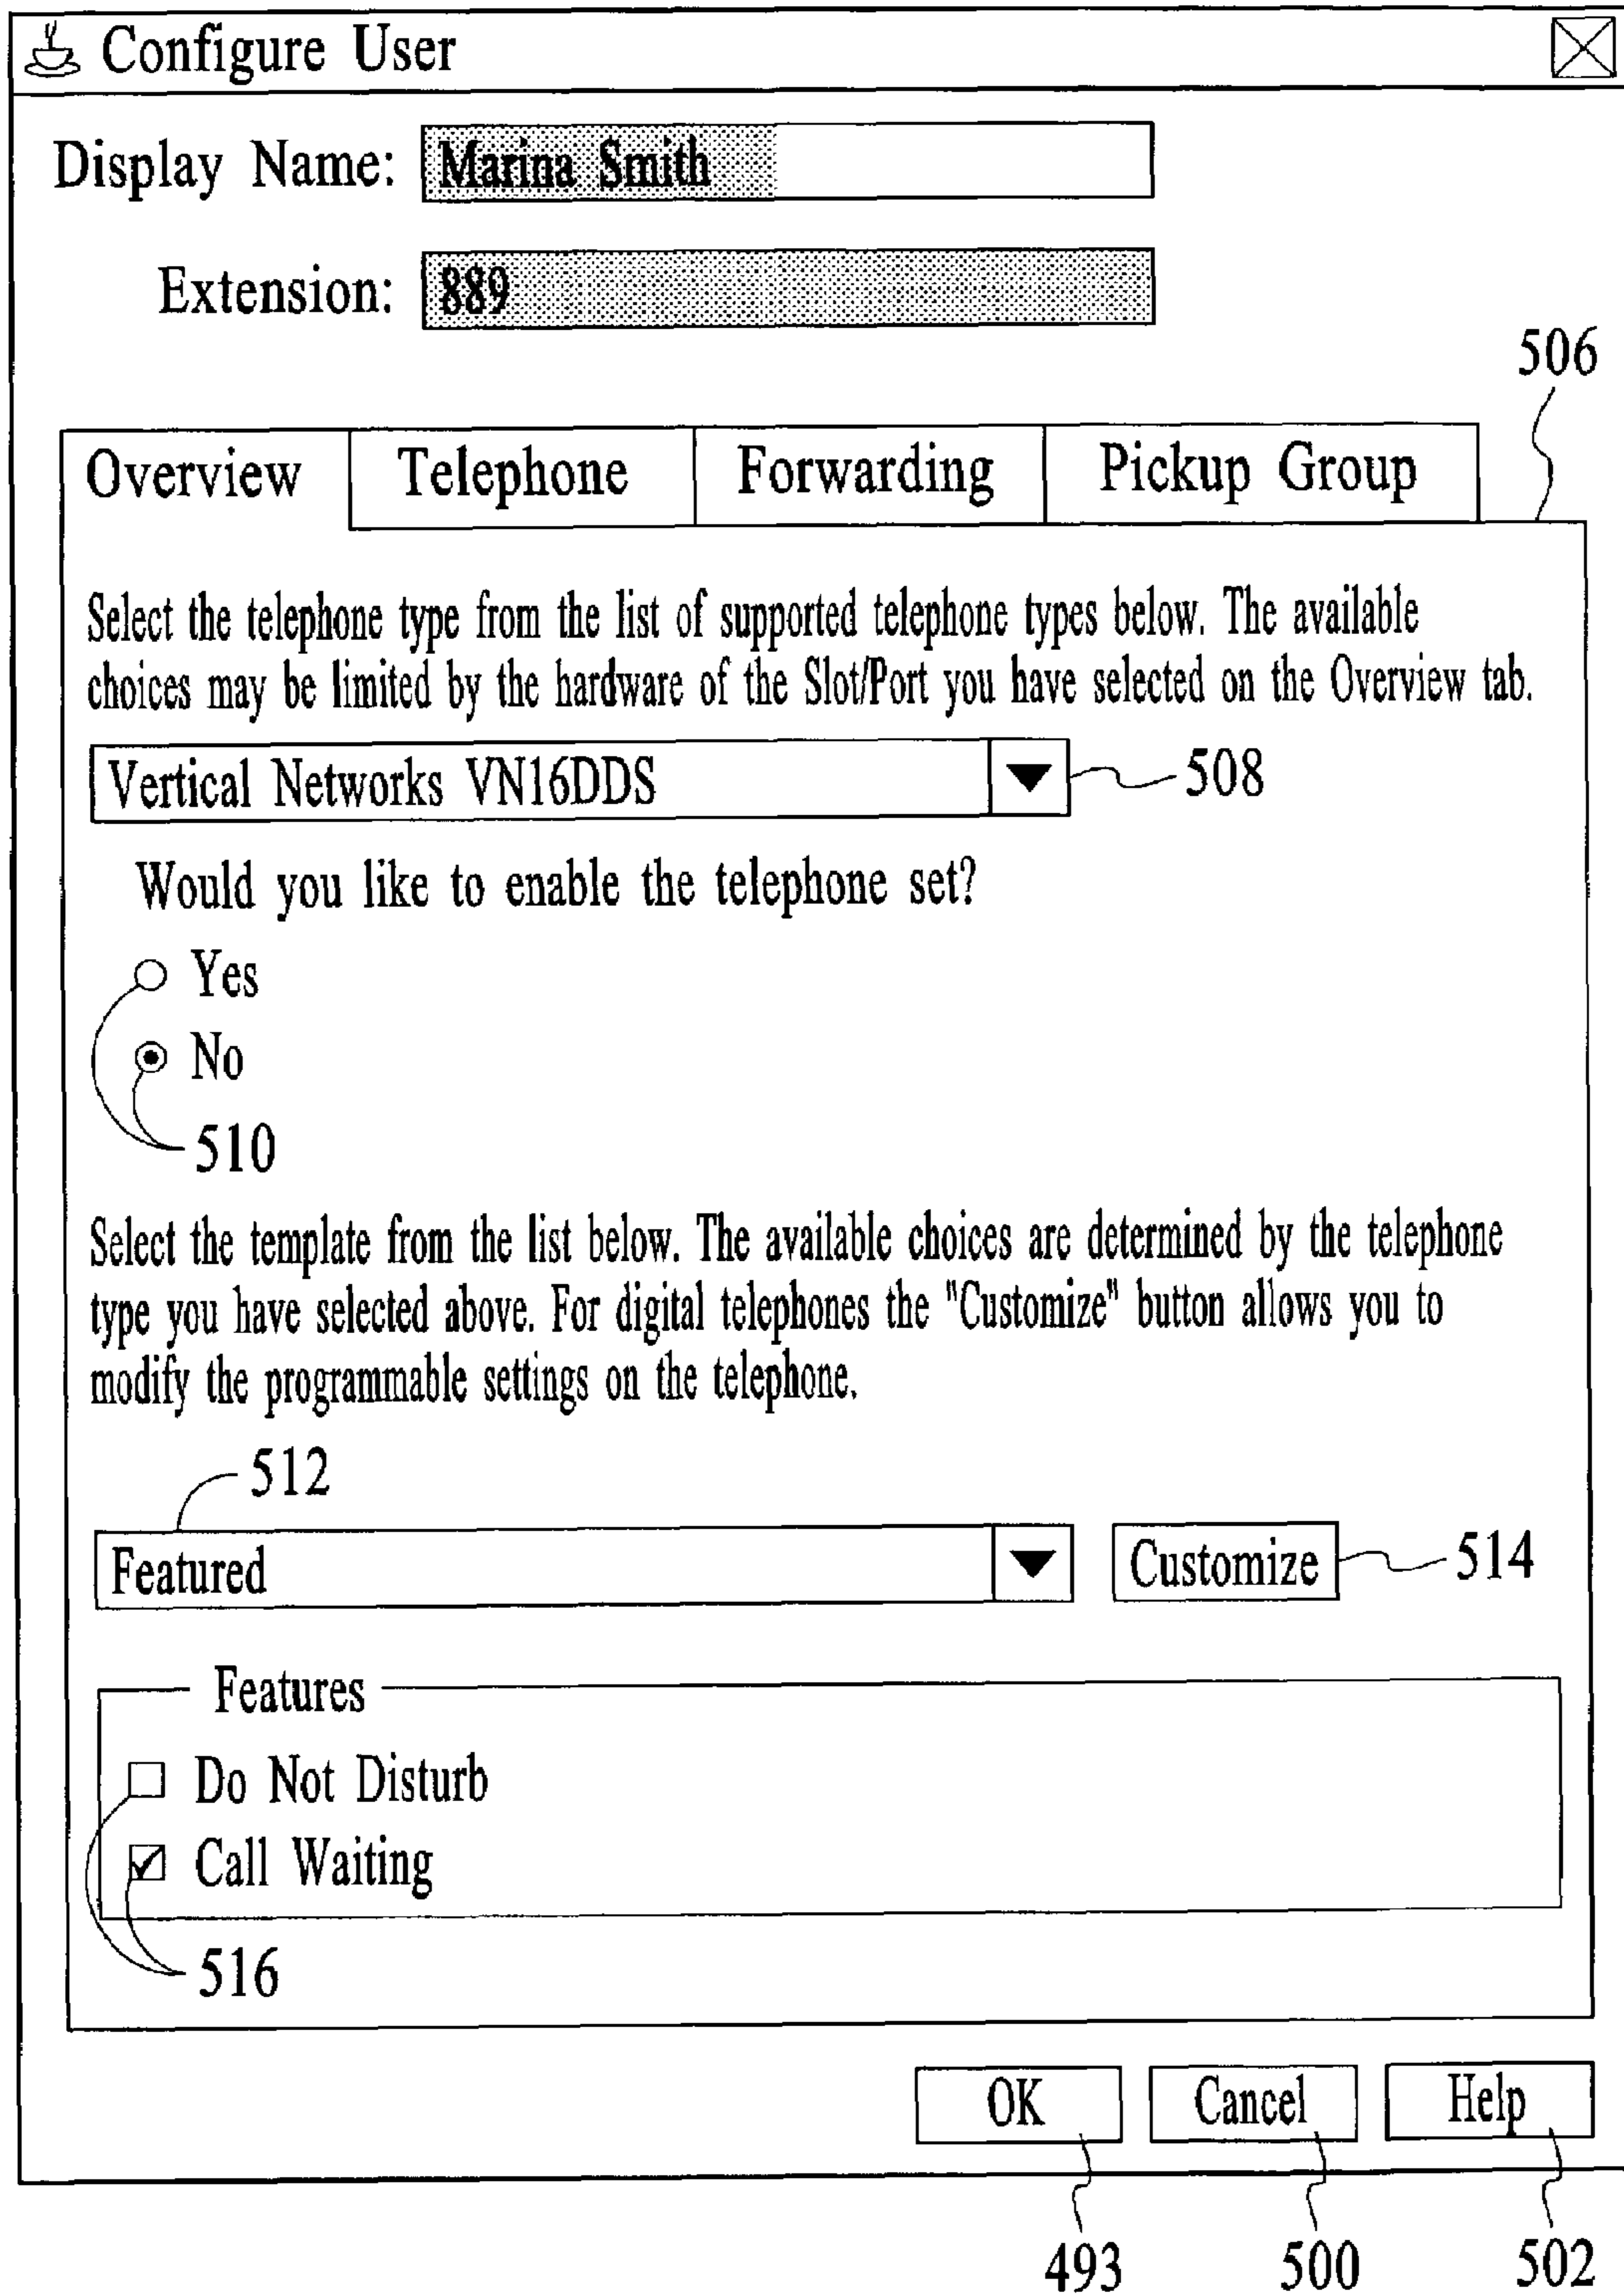 Configure User
Display Name: Marina Smith
Extension: 889
506
Overview Telephone Forwarding Pickup Group
Select the telephone type from the list of supported telephone types below. The available
choices may be limited by the hardware of the Slot/Port you have selected on the Overview tab.
Vertical Networks VN16DDS 508
Would you like to enable the telephone set?
Yes
No
510
Select the template from the list below. The available choices are determined by the telephone
type you have selected above. For digital telephones the "Customize" button allows you to
modify the programmable settings on the telephone.
512
Featured Customize 514
Features
Do Not Disturb
Call Waiting
516
OK Cancel Help
493 500 502